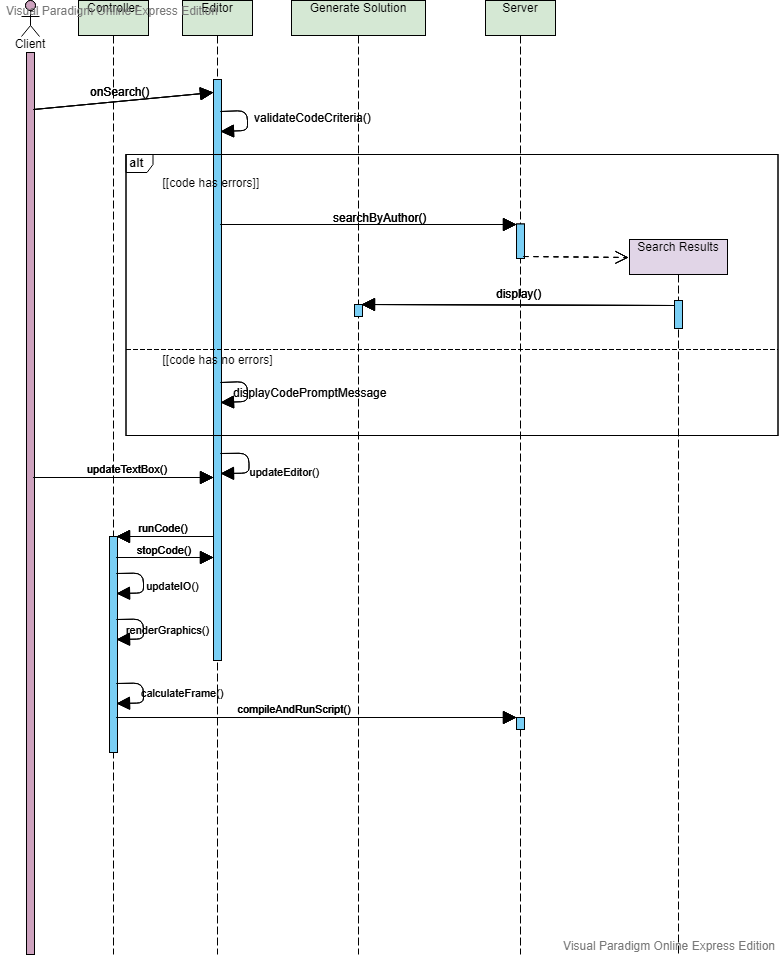 Visual Paradigm Online Express Edition
Controller
Editor
Generate Solution
Server
Client
onSearch()
validateCodeCriteria()
alt
[[code has errors]]
searchByAuthor()
Search Results
display()
[[code has no errors]
displayCodePromptMessage
updateTextBox()
updateEditor()
runCode()
stopCode()
updateIO()
renderGraphics()
calculateFrame()
compileAndRunScript()
Visual Paradigm Online Express Edition